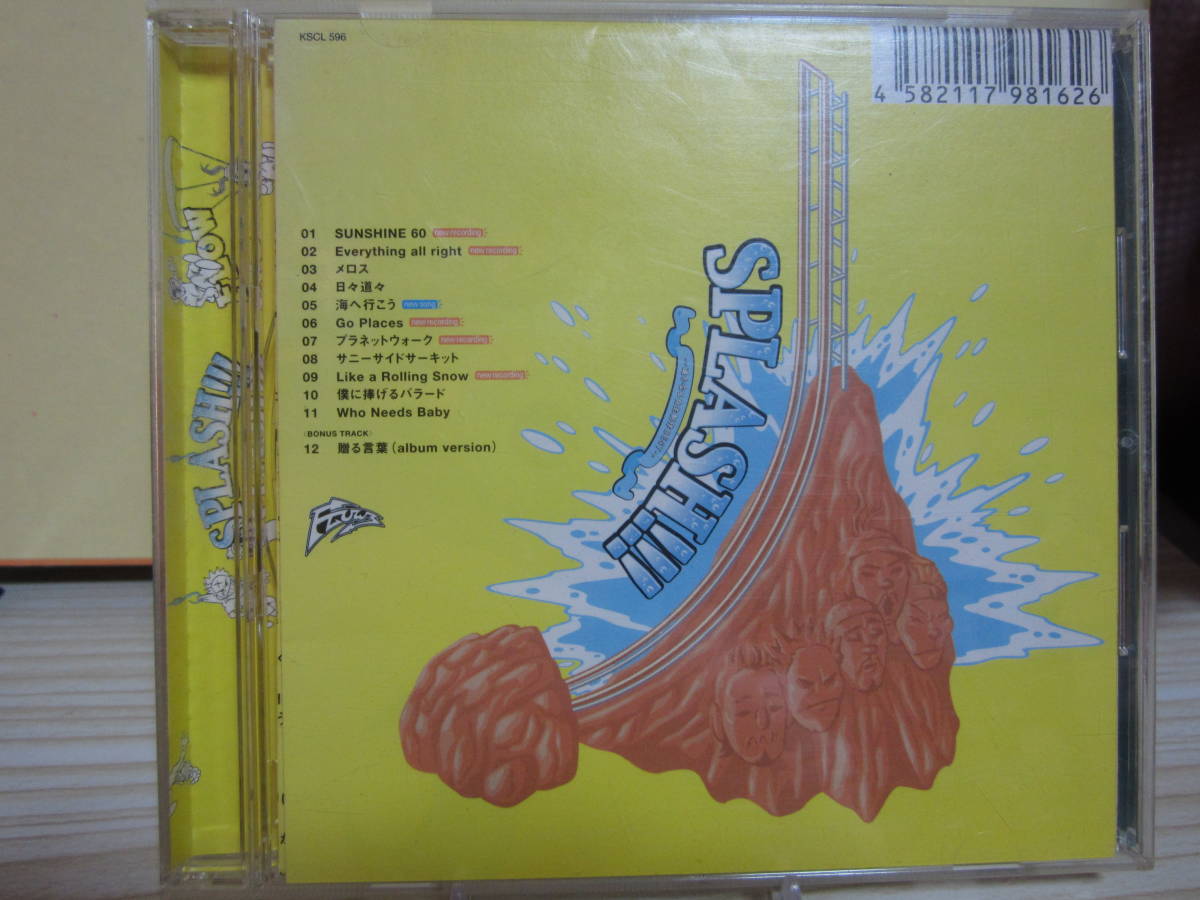 KSCL 596
4 582117 981626
01 SUNSHINE 60 new recording
02 Everything all right new recording
03 メロス
04 日々道々
05 海へ行こう new song
06 Go Places new recording
07 プラネットウォーク new recording
08 サニーサイドサーキット
09 Like a Rolling Snow new recording
10 僕に捧げるバラード
11 Who Needs Baby
〈BONUS TRACK〉
12 贈る言葉(album version)
SPLASH!!!
SPLASH!!!